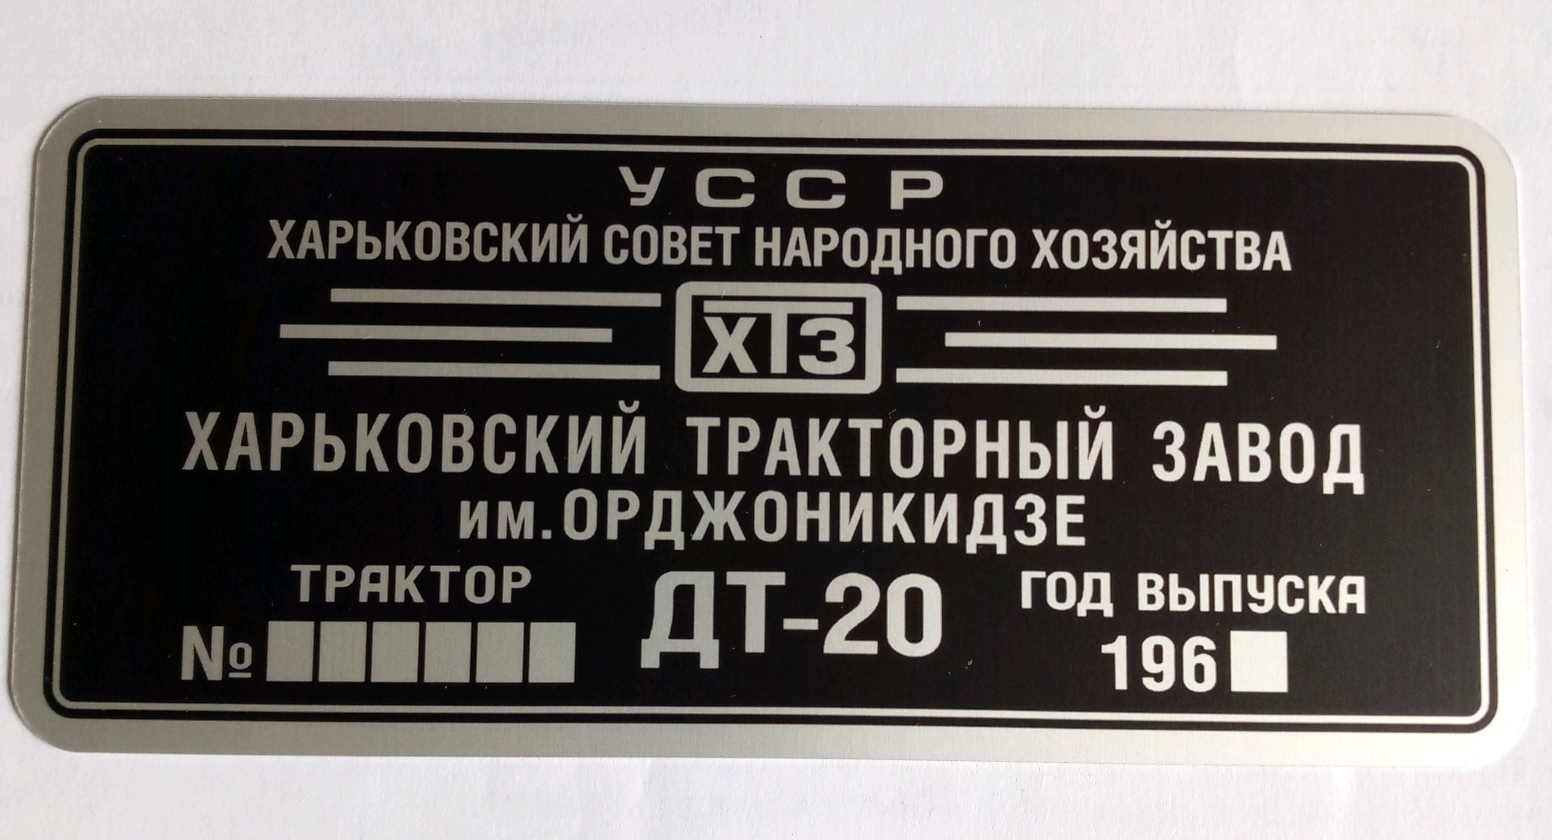 УССР
ХАРЬКОВСКИЙ СОВЕТ НАРОДНОГО ХОЗЯЙСТВА
ХТЗ
ХАРЬКОВСКИЙ ТРАКТОРНЫЙ ЗАВОД
им. ОРДЖОНИКИДЗЕ
ТРАКТОР ДТ-20 ГОД ВЫПУСКА
№ 196